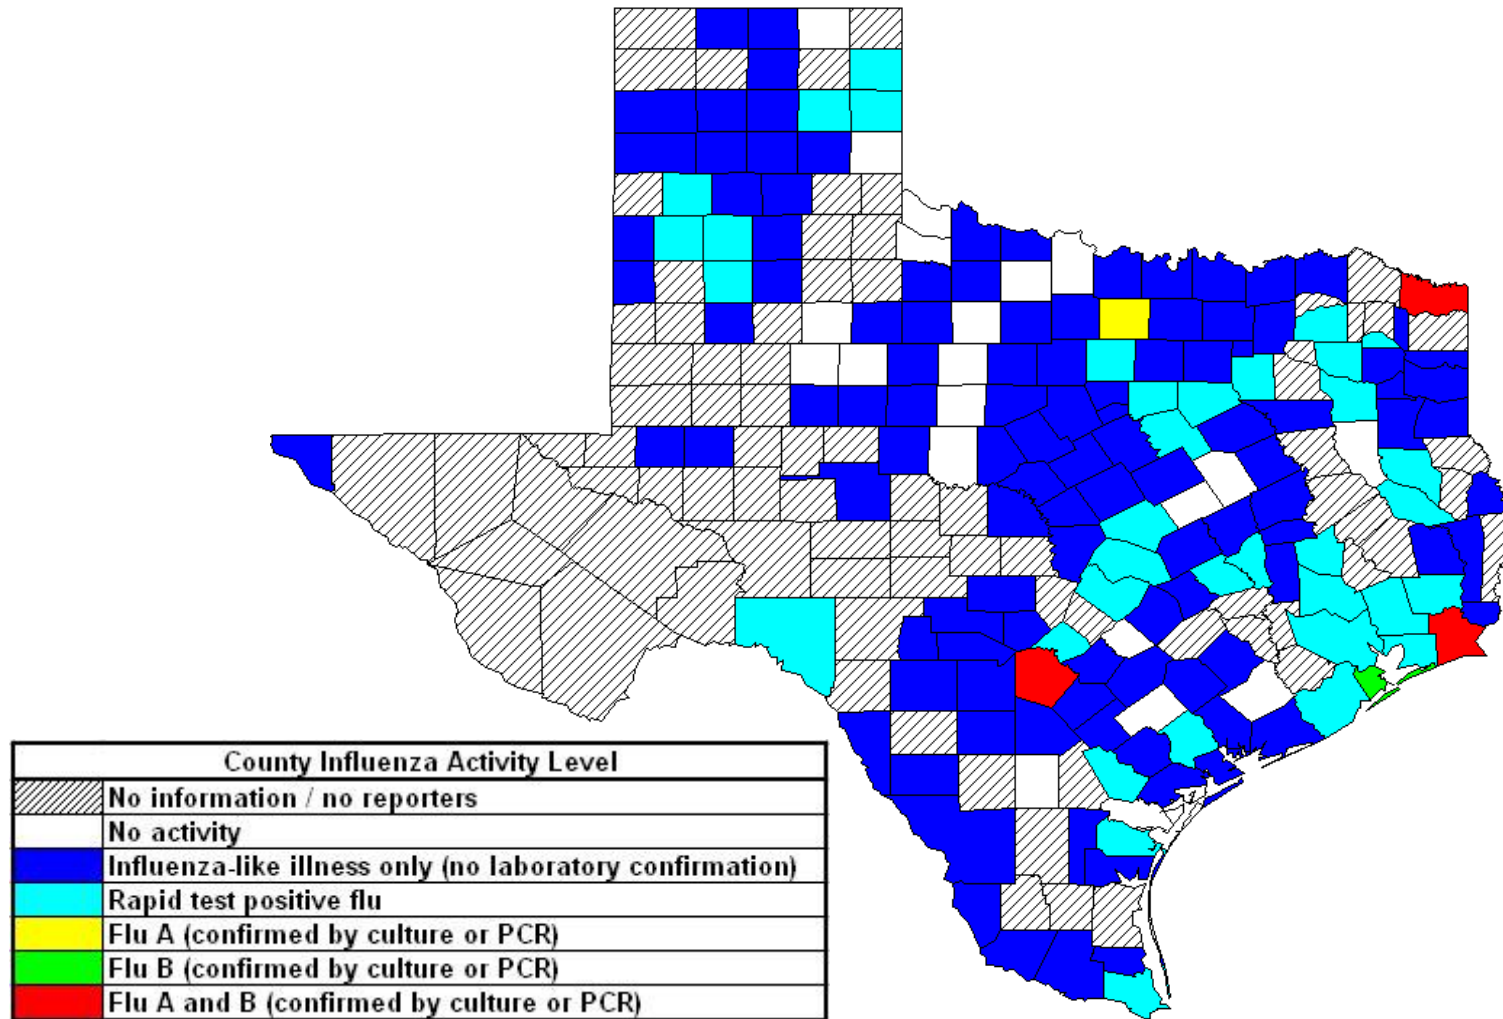 County Influenza Activity Level
No information / no reporters
No activity
Influenza-like illness only (no laboratory confirmation)
Rapid test positive flu
Flu A (confirmed by culture or PCR)
Flu B (confirmed by culture or PCR)
Flu A and B (confirmed by culture or PCR)